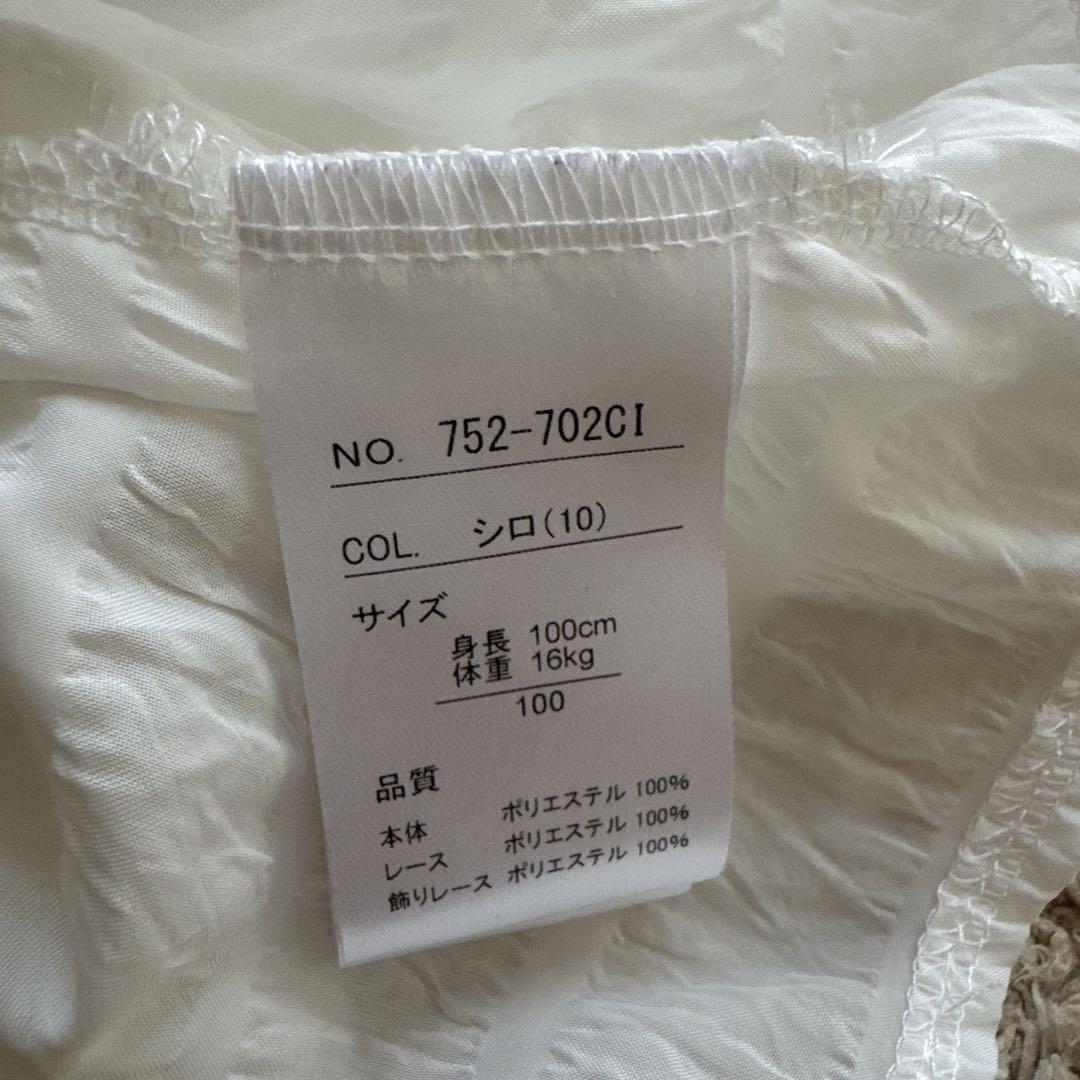 NO. 752-702CI
COL. シロ(10)
サイズ
身長 100cm
体重 16kg
100
品質
本体 ポリエステル 100%
レース ポリエステル 100%
飾りレース ポリエステル 100%